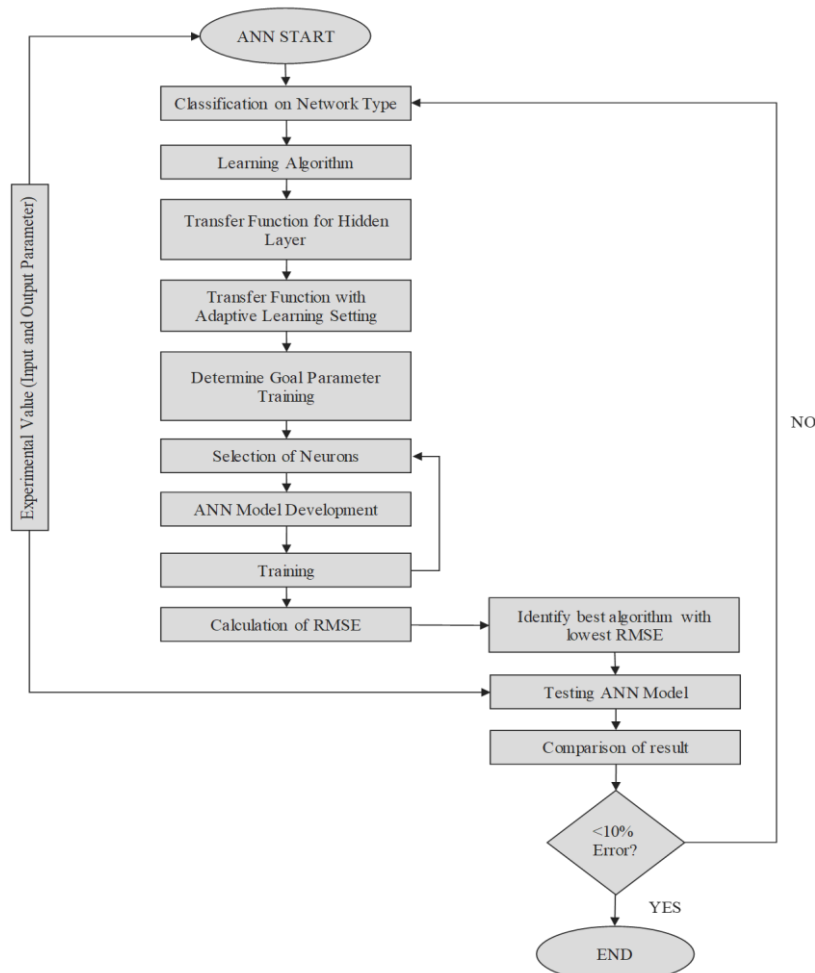 ANN START
Classification on Network Type
Learning Algorithm
Transfer Function for Hidden
Layer
Transfer Function with
Adaptive Learning Setting
Determine Goal Parameter
Training
Selection of Neurons
ANN Model Development
Training
Calculation of RMSE
Experimental Value (Input and Output Parameter)
Identify best algorithm with
lowest RMSE
Testing ANN Model
Comparison of result
<10%
Error?
NO
YES
END